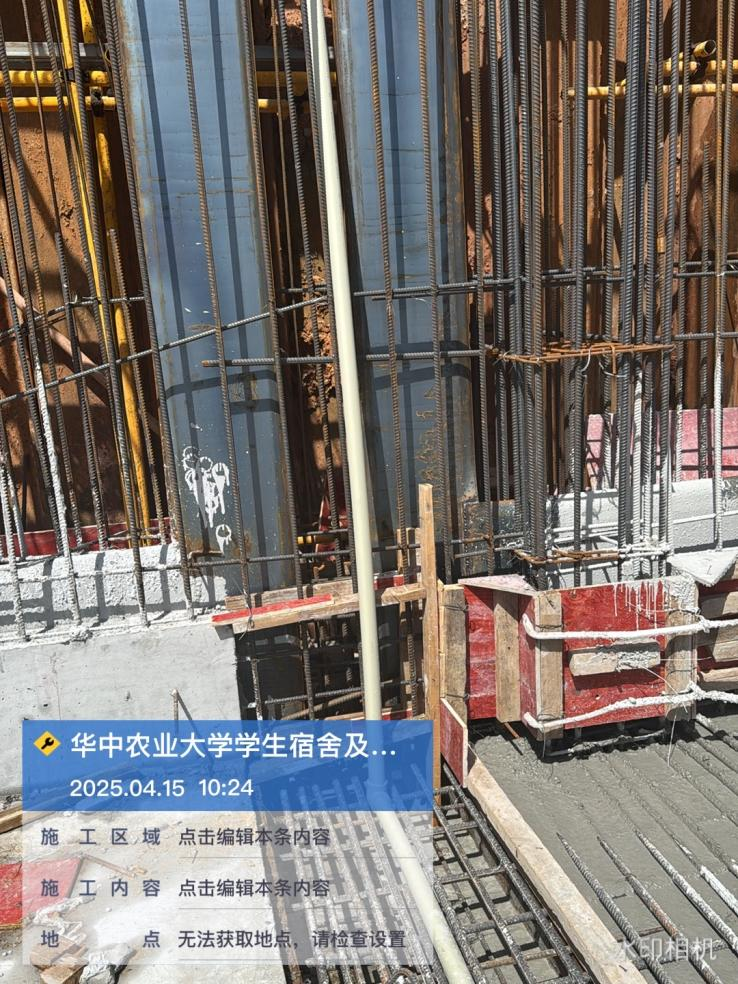 华中农业大学学生宿舍及...
2025.04.15 10:24
施工区域 点击编辑本条内容
施工内容 点击编辑本条内容
地点 无法获取地点，请检查设置
水印相机